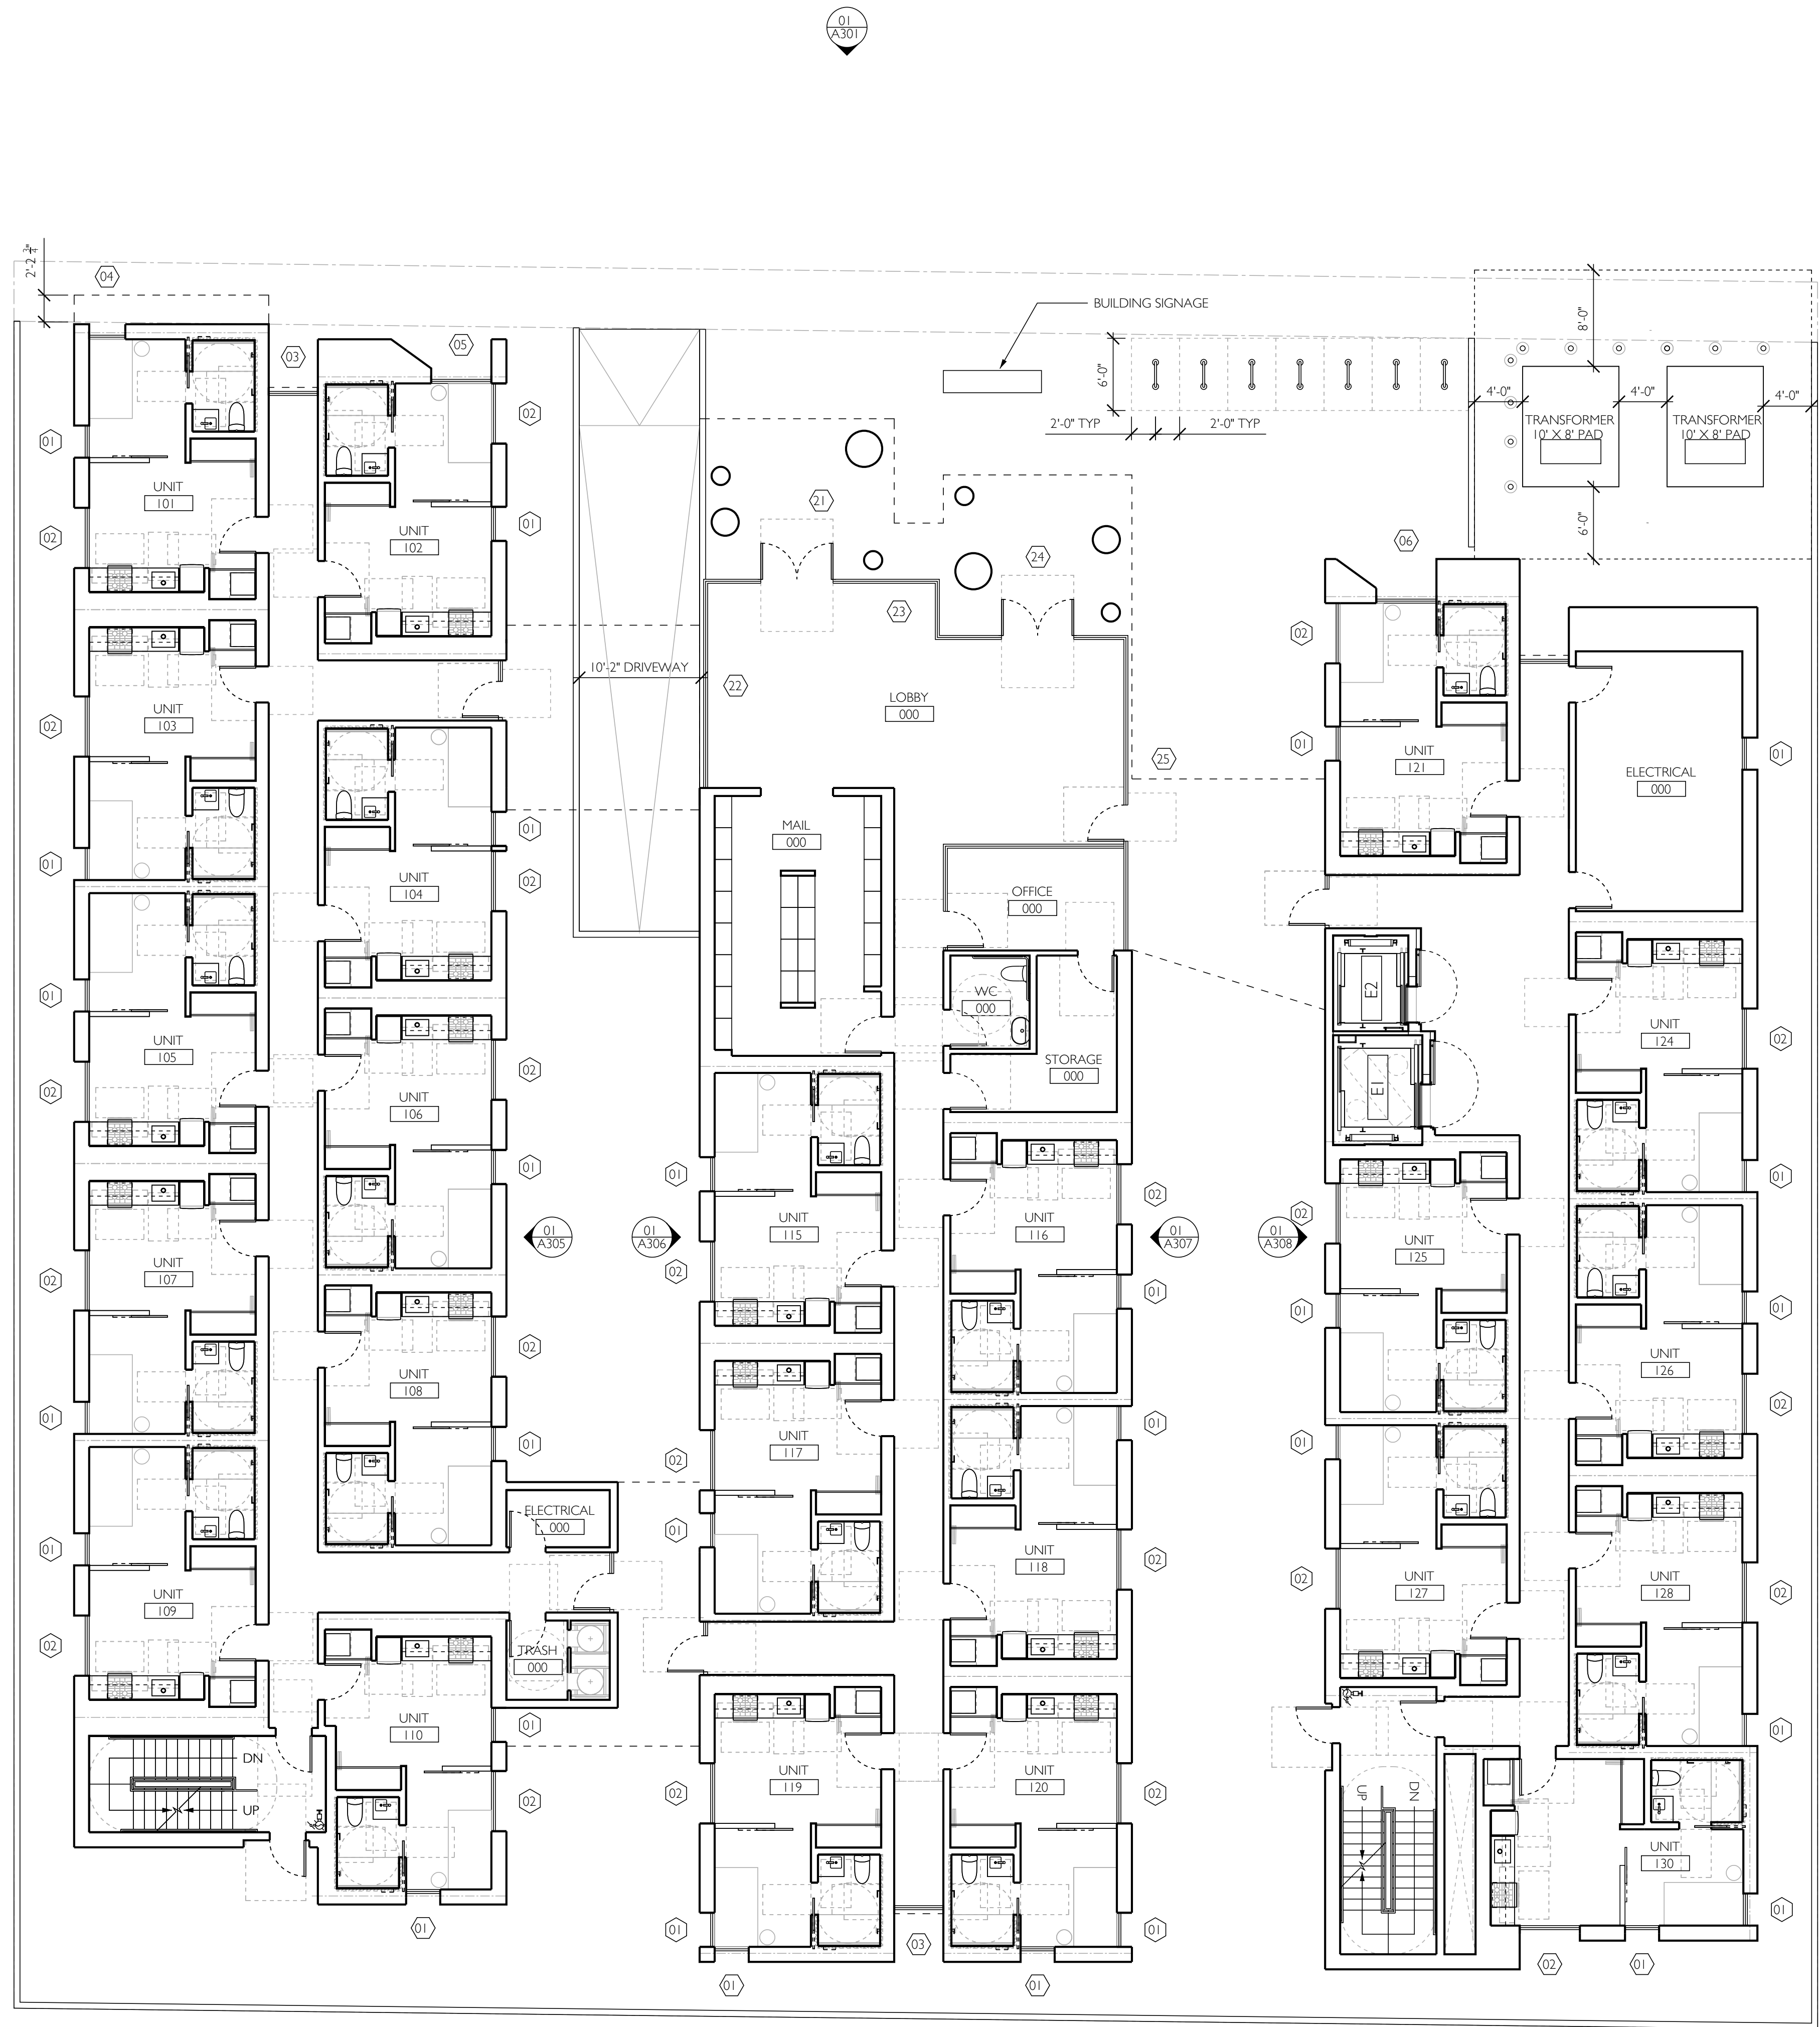 01
A301
2'-2 3/4"
04
BUILDING SIGNAGE
8'-0"
03
05
6'-0"
4'-0"
4'-0"
4'-0"
TRANSFORMER
10' X 8' PAD
TRANSFORMER
10' X 8' PAD
2'-0" TYP
2'-0" TYP
6'-0"
01
02
UNIT
101
02
UNIT
102
01
02
21
23
24
06
10'-2" DRIVEWAY
22
LOBBY
000
25
02
01
UNIT
121
ELECTRICAL
000
01
02
UNIT
103
01
MAIL
000
01
UNIT
104
02
OFFICE
000
WC
000
STORAGE
000
E2
E1
01
UNIT
105
02
UNIT
106
02
01
UNIT
124
02
01
01
UNIT
115
02
UNIT
116
02
01
02
UNIT
125
01
01
A305
01
A306
01
A307
01
A308
02
UNIT
107
01
UNIT
108
02
01
UNIT
117
02
01
01
UNIT
118
02
UNIT
126
01
02
01
UNIT
127
02
UNIT
128
02
01
01
UNIT
109
02
ELECTRICAL
000
TRASH
000
UNIT
110
01
02
01
DN
UP
UNIT
119
02
01
01
UNIT
120
02
01
01
03
UP
DN
UNIT
130
01
02
01